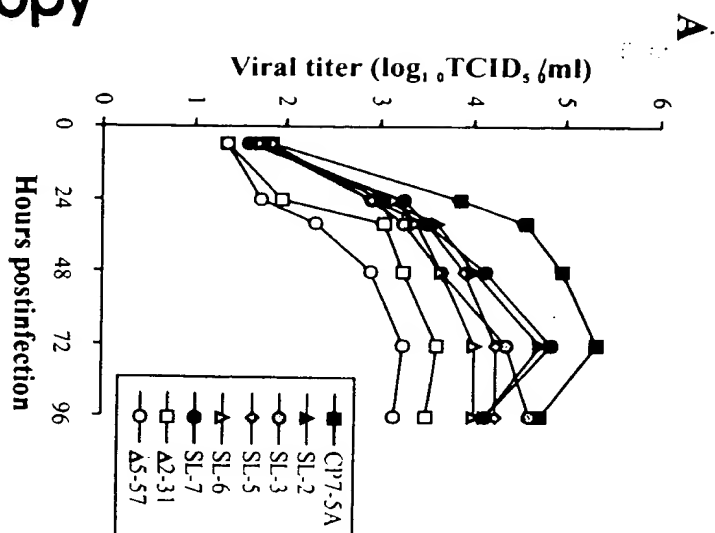 opy
A
Viral titer (log₁₀TCID₅₀/ml)
0
1
2
3
4
5
6
0
24
48
72
96
Hours postinfection
CP7-5A
SL-2
SL-3
SL-5
SL-6
SL-7
Δ2-31
Δ5-57